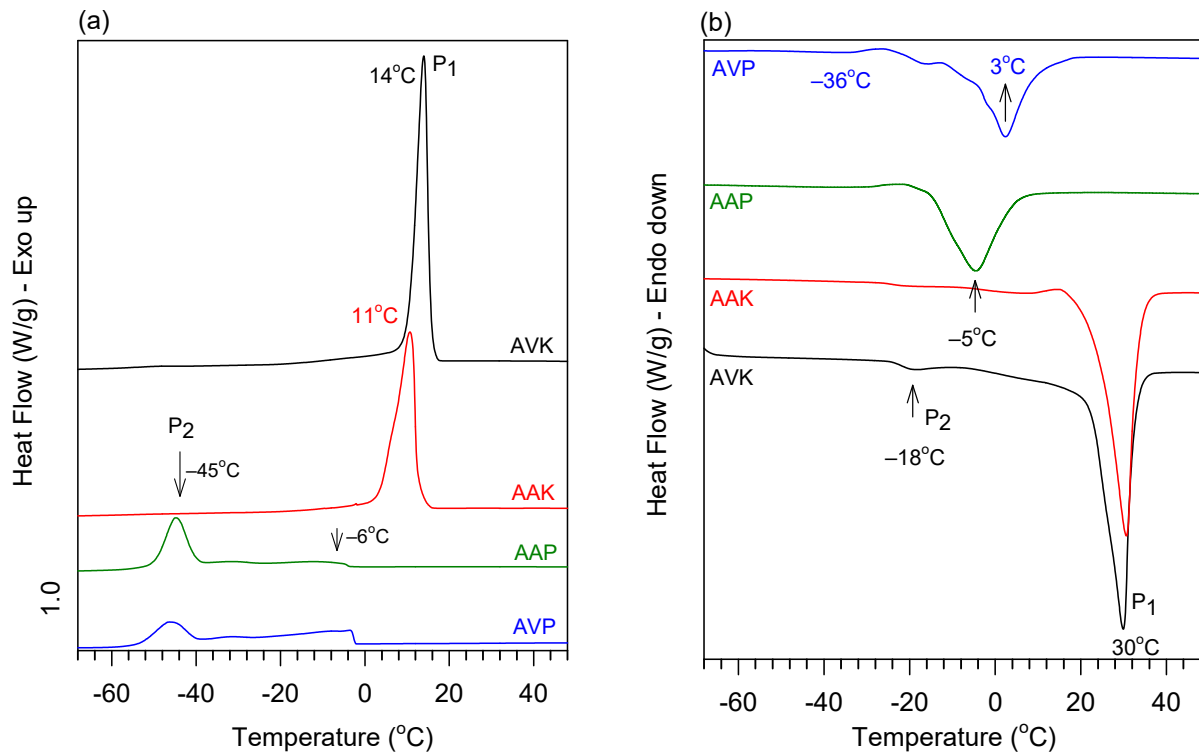 (a)
14°C
P1
11°C
AVK
P2
–45°C
AAK
–6°C
AAP
AVP
1.0
Heat Flow (W/g) - Exo up
-60 -40 -20 0 20 40
Temperature (°C)
(b)
AVP
–36°C
3°C
AAP
–5°C
AAK
AVK
P2
–18°C
P1
30°C
Heat Flow (W/g) - Endo down
-60 -40 -20 0 20 40
Temperature (°C)